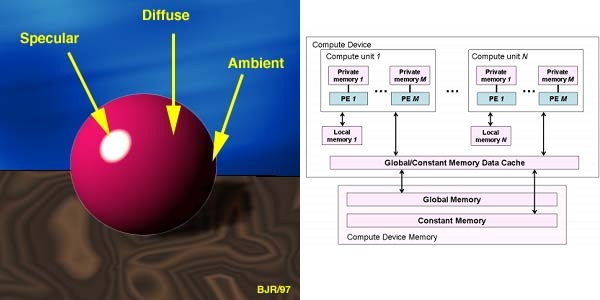 Diffuse
Specular
Ambient
BJR/97
Compute Device
Compute unit 1
Private memory 1
Private memory M
PE 1
PE M
Local memory 1
...
Compute unit N
Private memory 1
Private memory M
PE 1
PE M
Local memory N
Global/Constant Memory Data Cache
Global Memory
Constant Memory
Compute Device Memory